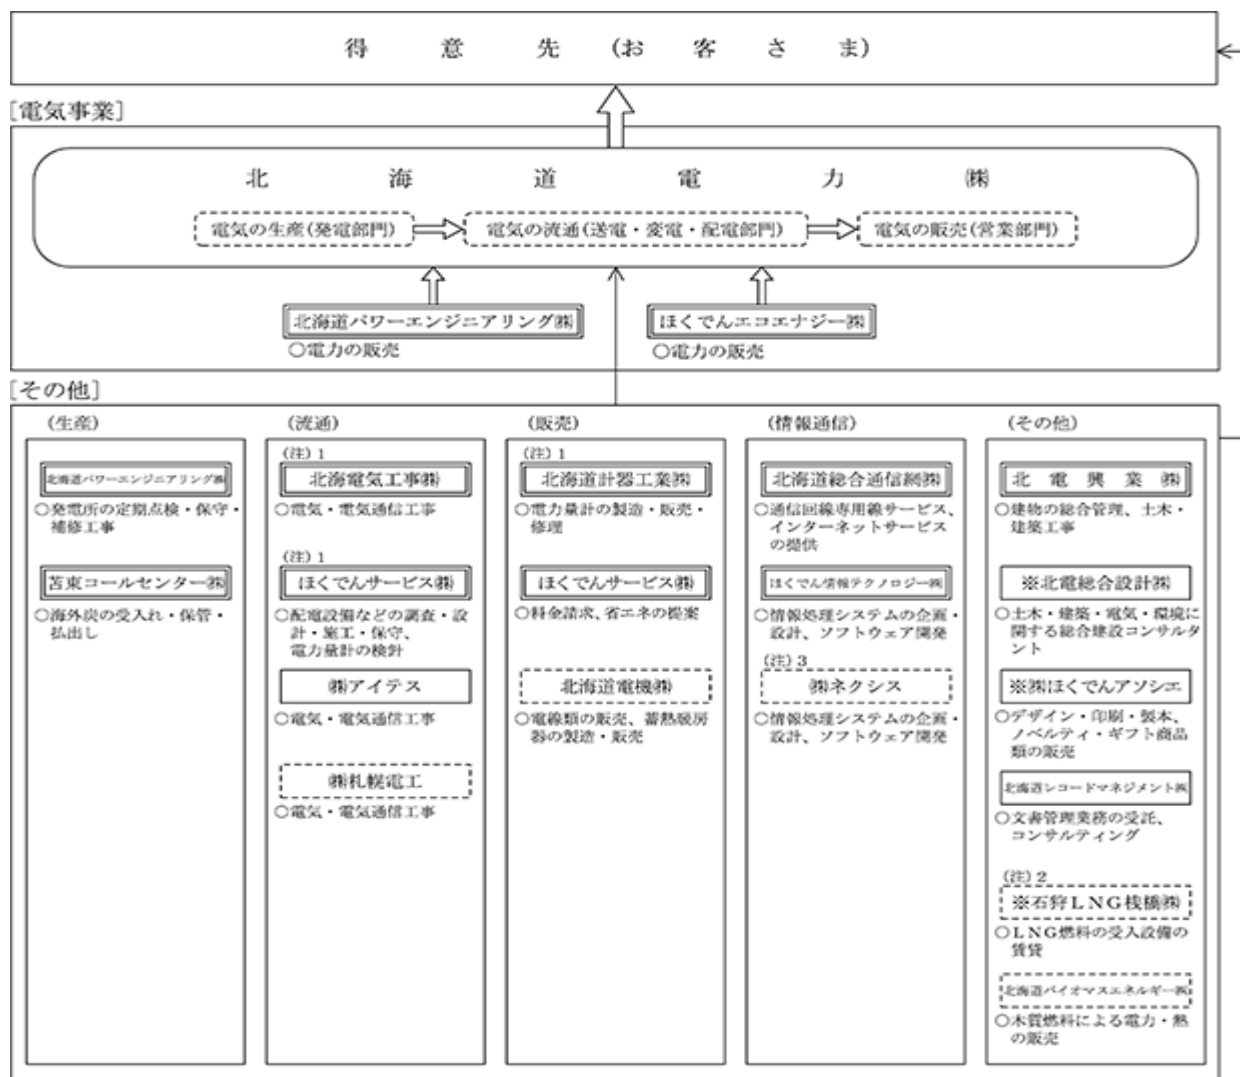 得意先(お客さま)
[電気事業]
北海道電力㈱
電気の生産(発電部門)
電気の流通(送電・変電・配電部門)
電気の販売(営業部門)
北海道パワーエンジニアリング㈱
○電力の販売
ほくでんエコエナジー㈱
○電力の販売
[その他]
(生産)
北海道パワーエンジニアリング㈱
○発電所の定期点検・保守・
補修工事
苫東コールセンター㈱
○海外炭の受入れ・保管・
払出し
(流通)
(注)1
北海電気工事㈱
○電気・電気通信工事
(注)1
ほくでんサービス㈱
○配電設備などの調査・設
計・施工・保守、
電力量計の検針
㈱アイテス
○電気・電気通信工事
㈱札幌電工
○電気・電気通信工事
(販売)
(注)1
北海道計器工業㈱
○電力量計の製造・販売・
修理
ほくでんサービス㈱
○料金請求、省エネの提案
北海道電機㈱
○電線類の販売、蓄熱暖房
器の製造・販売
(情報通信)
北海道総合通信網㈱
○通信回線専用線サービス、
インターネットサービス
の提供
ほくでん情報テクノロジー㈱
○情報処理システムの企画・
設計、ソフトウェア開発
(注)3
㈱ネクシス
○情報処理システムの企画・
設計、ソフトウェア開発
(その他)
北電興業㈱
○建物の総合管理、土木・
建築工事
※北電総合設計㈱
○土木・建築・電気・環境に
関する総合建設コンサルタ
ント
※㈱ほくでんアソシエ
○デザイン・印刷・製本、
ノベルティ・ギフト商品
類の販売
北海道レコードマネジメント㈱
○文書管理業務の受託、
コンサルティング
(注)2
※石狩LNG桟橋㈱
○LNG燃料の受入設備の
賃貸
北海道バイオマスエネルギー㈱
○木質燃料による電力・熱
の販売